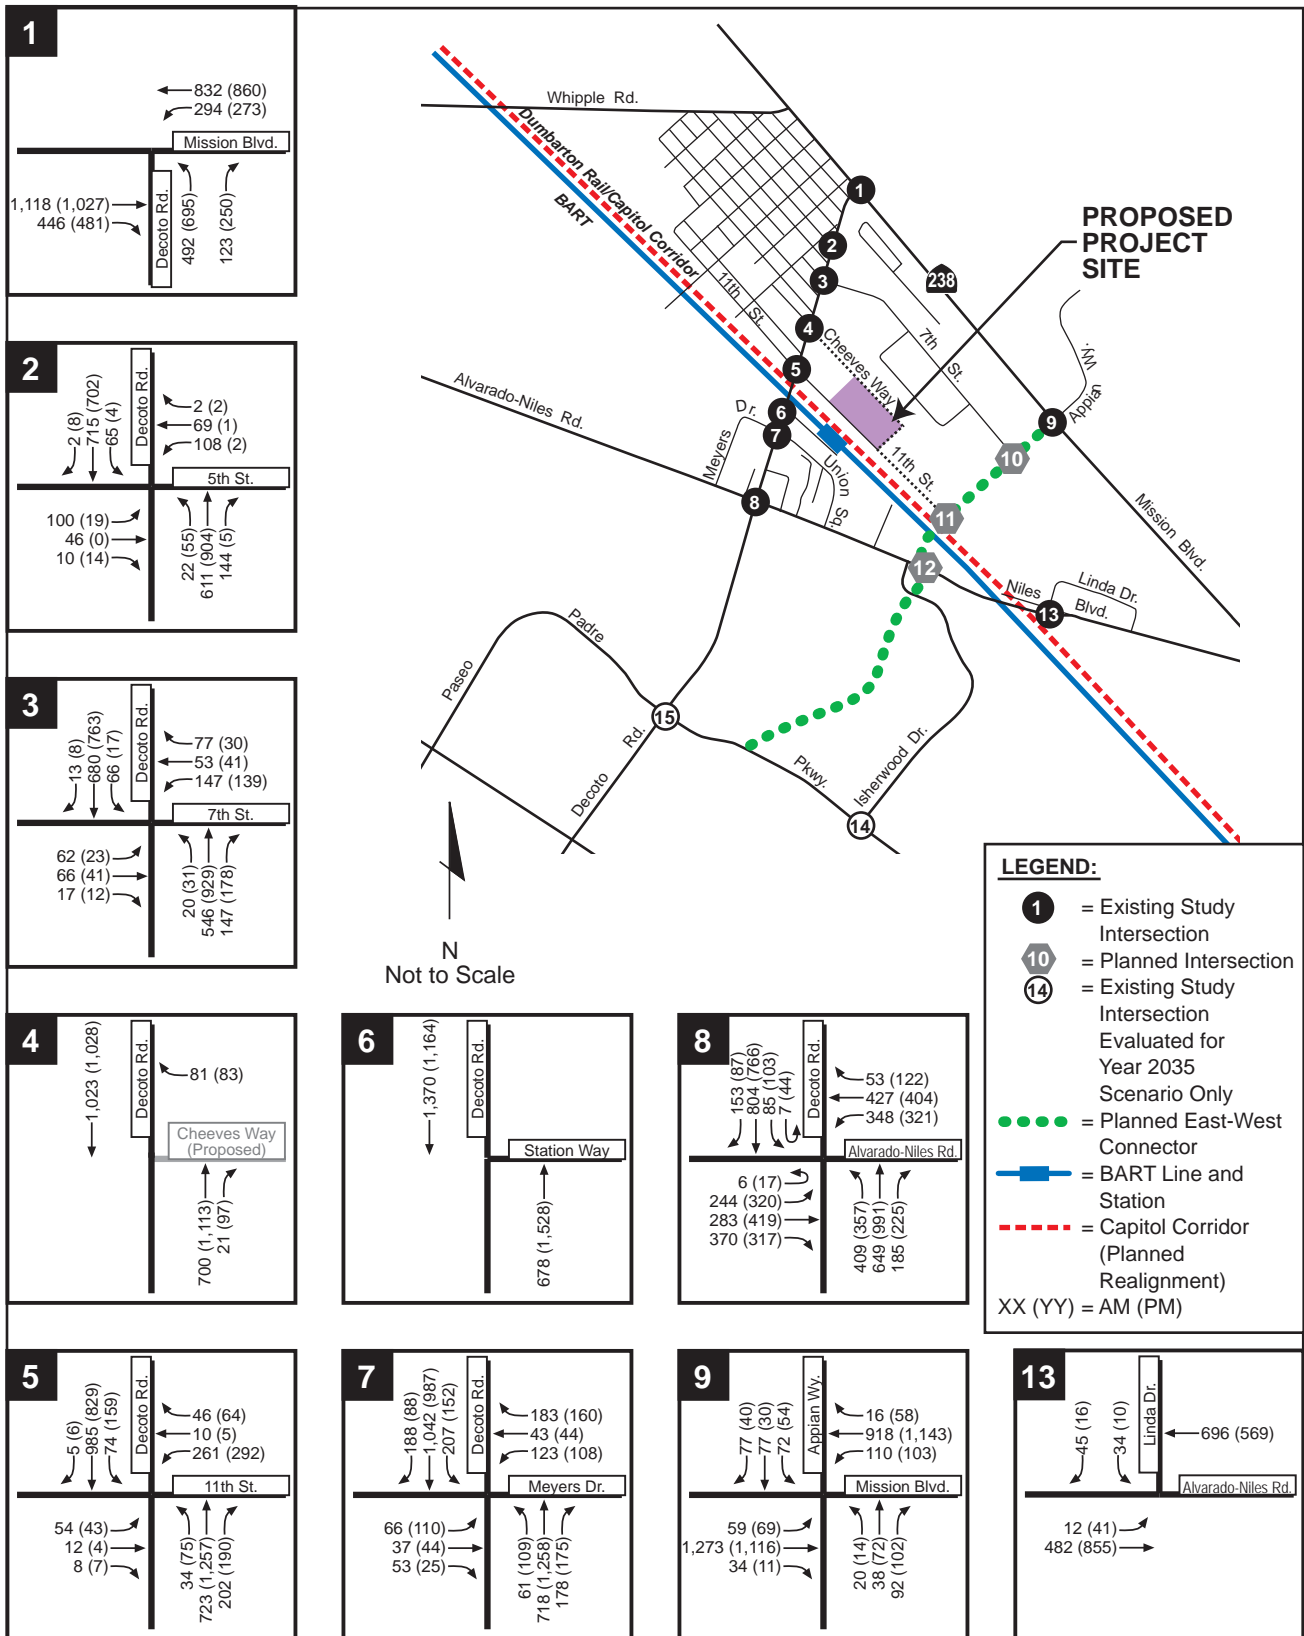 1
832 (860)
294 (273)
Mission Blvd.
Decoto Rd.
1,118 (1,027)
446 (481)
492 (695)
123 (250)
2
2 (8)
715 (702)
65 (4)
Decoto Rd.
2 (2)
69 (1)
108 (2)
5th St.
100 (19)
46 (0)
10 (14)
22 (55)
611 (904)
144 (5)
3
13 (8)
680 (763)
66 (17)
Decoto Rd.
77 (30)
53 (41)
147 (139)
7th St.
62 (23)
66 (41)
17 (12)
20 (31)
546 (929)
147 (178)
Whipple Rd.
Dumbarton Rail/Capitol Corridor
BART
11th St.
1
2
3
4
5
6
7
8
9
10
11
12
13
14
15
238
PROPOSED
PROJECT
SITE
Cheeves Way
7th St.
11th St.
Appian Wy.
Mission Blvd.
Alvarado-Niles Rd.
Meyers Dr.
Union Sq.
Niles Blvd.
Linda Dr.
Paseo Padre Pkwy.
Decoto Rd.
Isherwood Dr.
N
Not to Scale
LEGEND:
1 = Existing Study
Intersection
10 = Planned Intersection
14 = Existing Study
Intersection
Evaluated for
Year 2035
Scenario Only
= Planned East-West
Connector
= BART Line and
Station
= Capitol Corridor
(Planned
Realignment)
XX (YY) = AM (PM)
4
1,023 (1,028)
Decoto Rd.
81 (83)
Cheeves Way
(Proposed)
700 (1,113)
21 (97)
6
1,370 (1,164)
Decoto Rd.
Station Way
678 (1,528)
8
153 (87)
804 (766)
85 (103)
7 (44)
Decoto Rd.
53 (122)
427 (404)
348 (321)
Alvarado-Niles Rd.
6 (17)
244 (320)
283 (419)
370 (317)
409 (357)
649 (991)
185 (225)
5
5 (6)
985 (829)
74 (159)
Decoto Rd.
46 (64)
10 (5)
261 (292)
11th St.
54 (43)
12 (4)
8 (7)
34 (75)
723 (1,257)
202 (190)
7
188 (88)
1,042 (987)
207 (152)
Decoto Rd.
183 (160)
43 (44)
123 (108)
Meyers Dr.
66 (110)
37 (44)
53 (25)
61 (109)
718 (1,258)
178 (175)
9
77 (40)
77 (30)
72 (54)
Appian Wy.
16 (58)
918 (1,143)
110 (103)
Mission Blvd.
59 (69)
1,273 (1,116)
34 (11)
20 (14)
38 (72)
92 (102)
13
45 (16)
34 (10)
Linda Dr.
696 (569)
Alvarado-Niles Rd.
12 (41)
482 (855)